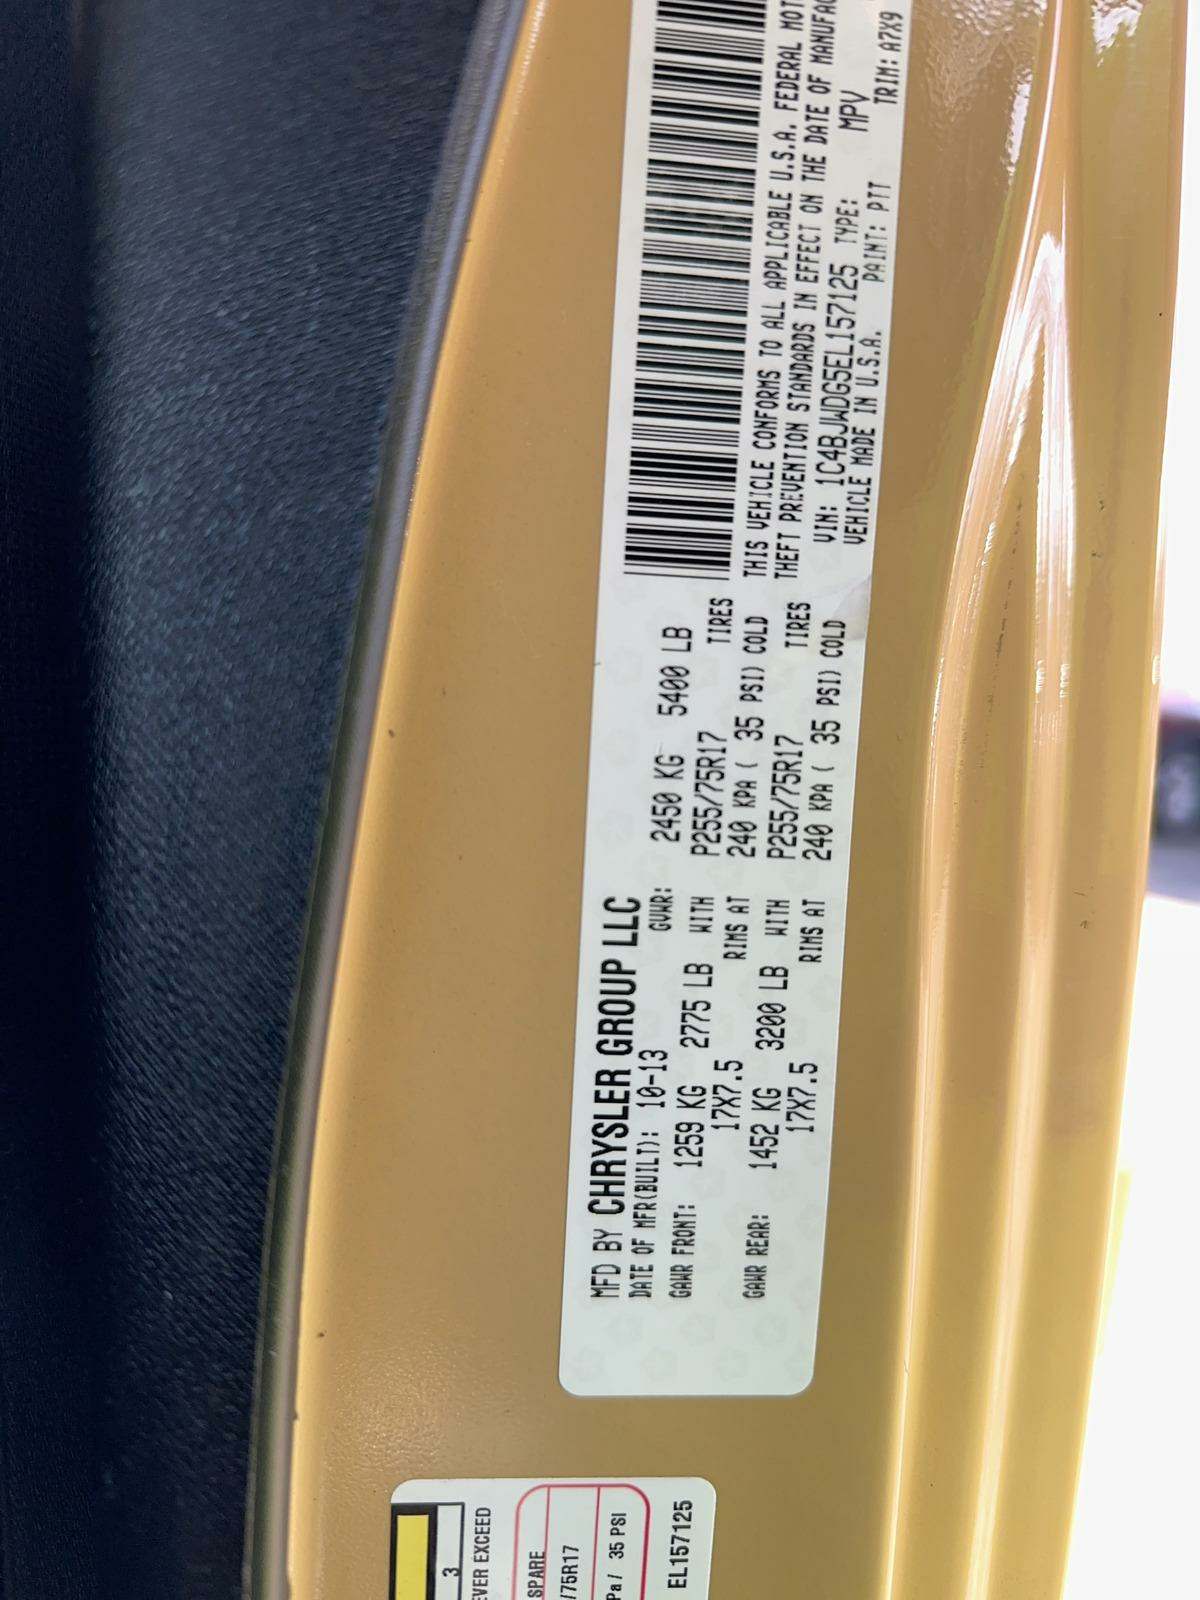 MFD BY CHRYSLER GROUP LLC
DATE OF MFR(BUILT): 10-13 GVWR: 2450 KG 5400 LB
GAWR FRONT: 1259 KG 2775 LB WITH P255/75R17 TIRES
17X7.5 RIMS AT 240 KPA ( 35 PSI) COLD
GAWR REAR: 1452 KG 3200 LB WITH P255/75R17 TIRES
17X7.5 RIMS AT 240 KPA ( 35 PSI) COLD
THIS VEHICLE CONFORMS TO ALL APPLICABLE U.S.A. FEDERAL MOT
THEFT PREVENTION STANDARDS IN EFFECT ON THE DATE OF MANUFAC
VIN: 1C4BJWDG5EL157125 TYPE: MPV
VEHICLE MADE IN U.S.A. PAINT: PTT TRIM: A7X9
3
EVER EXCEED
SPARE
/75R17
Pa / 35 PSI
EL157125